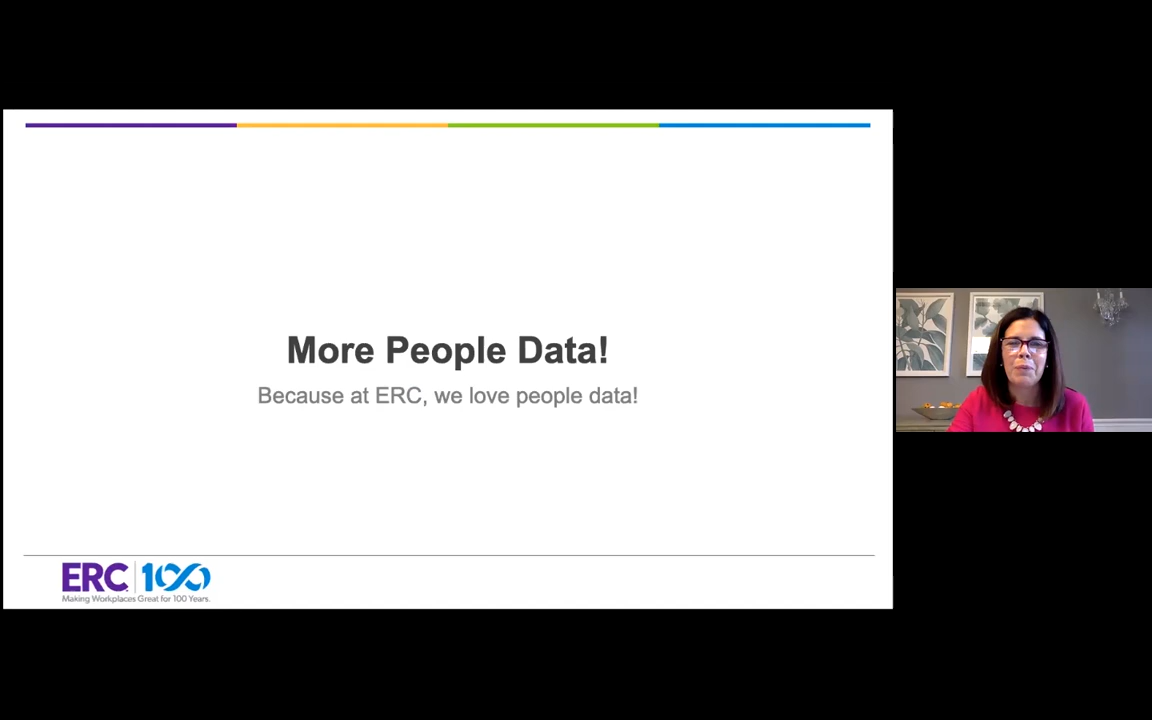 More People Data!
Because at ERC, we love people data!
ERC 100
Making Workplaces Great for 100 Years.